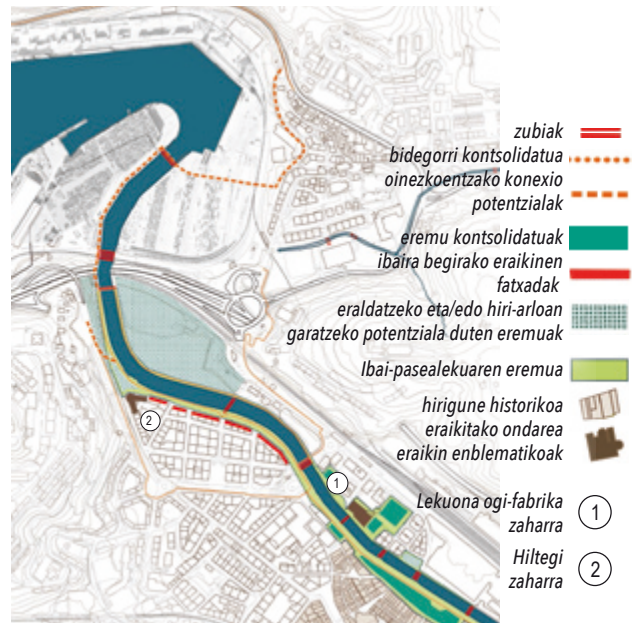 zubiak
bidegorri kontsolidatua
oinezkoentzako konexio
potentzialak
eremu kontsolidatuak
ibaira begirako eraikinen
fatxadak
eraldatzeko eta/edo hiri-arloan
garatzeko potentziala duten eremuak
Ibai-pasealekuaren eremua
hirigune historikoa
eraikitako ondarea
eraikin enblematikoak
Lekuona ogi-fabrika
zaharra
1
Hiltegi
zaharra
2
2
1